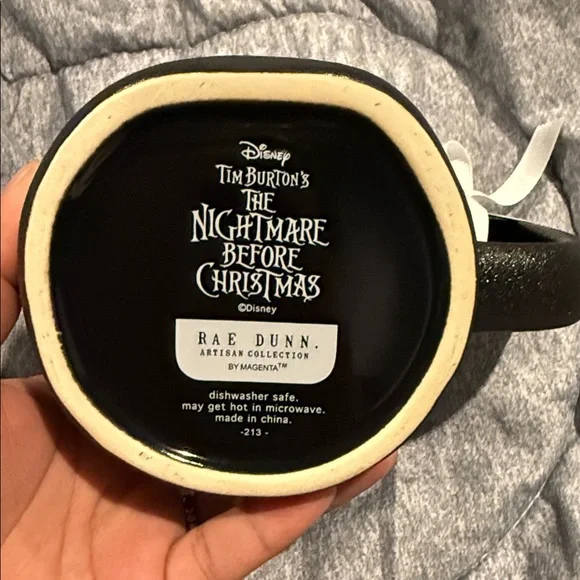 Disney
TIM BURTON'S
THE
NIGHTMARE
BEFORE
CHRISTMAS
©Disney
RAE DUNN.
ARTISAN COLLECTION
BY MAGENTA™
dishwasher safe.
may get hot in microwave.
made in china.
-213 -